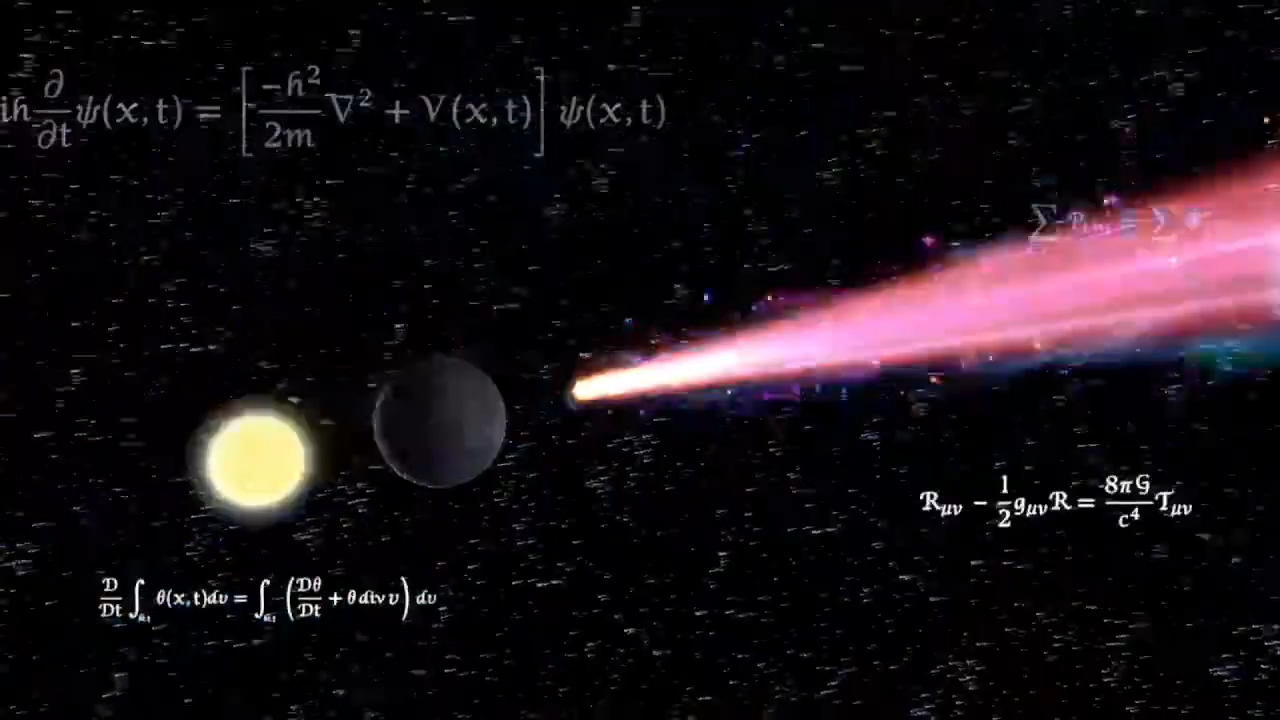 iħ ∂/∂t ψ(x,t) = [−ħ²/2m ∇² + V(x,t)] ψ(x,t)
R_μν − 1/2 g_μν R = 8πG/c⁴ T_μν
D/Dt ∫ θ(x,t)dv = ∫ (Dθ/Dt + θ div v) dv